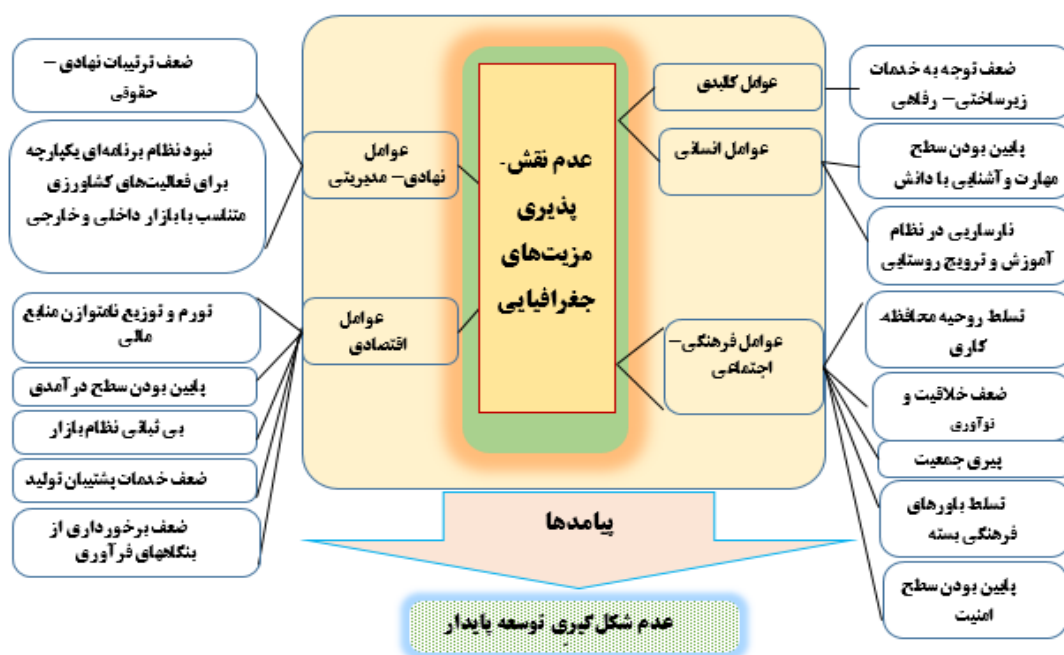 ضعف توجه به خدمات
زیرساختی– رفاهی
پایین بودن سطح
مهارت و آشنایی با دانش
نارسایی در نظام
آموزش و ترویج روستایی
تسلط روحیه محافظه-
کاری
ضعف خلاقیت و
نوآوری
پیری جمعیت
تسلط باورهای
فرهنگی بسته
پایین بودن سطح
امنیت
عوامل کالبدی
عوامل انسانی
عوامل فرهنگی–
اجتماعی
عدم نقش-
پذیری
مزیت‌های
جغرافیایی
عوامل
نهادی– مدیریتی
عوامل
اقتصادی
ضعف ترتیبات نهادی –
حقوقی
نبود نظام برنامه‌ای یکپارچه
برای فعالیت‌های کشاورزی
متناسب با بازار داخلی و خارجی
تورم و توزیع نامتوازن منابع
مالی
پایین بودن سطح درآمدی
بی ثباتی نظام بازار
ضعف خدمات پشتیبان تولید
ضعف برخورداری از
بنگاههای فرآوری
پیامدها
عدم شکل‌گیری توسعه پایدار